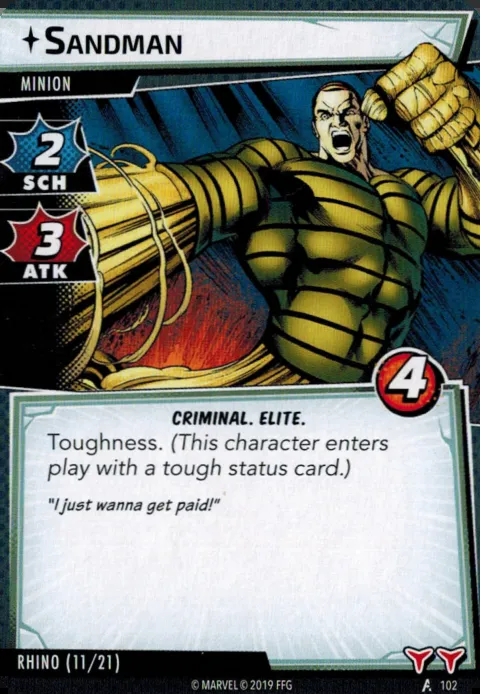 SANDMAN
MINION
2
SCH
3
ATK
4
CRIMINAL. ELITE.
Toughness. (This character enters
play with a tough status card.)
"I just wanna get paid!"
RHINO (11/21)
© MARVEL © 2019 FFG
102